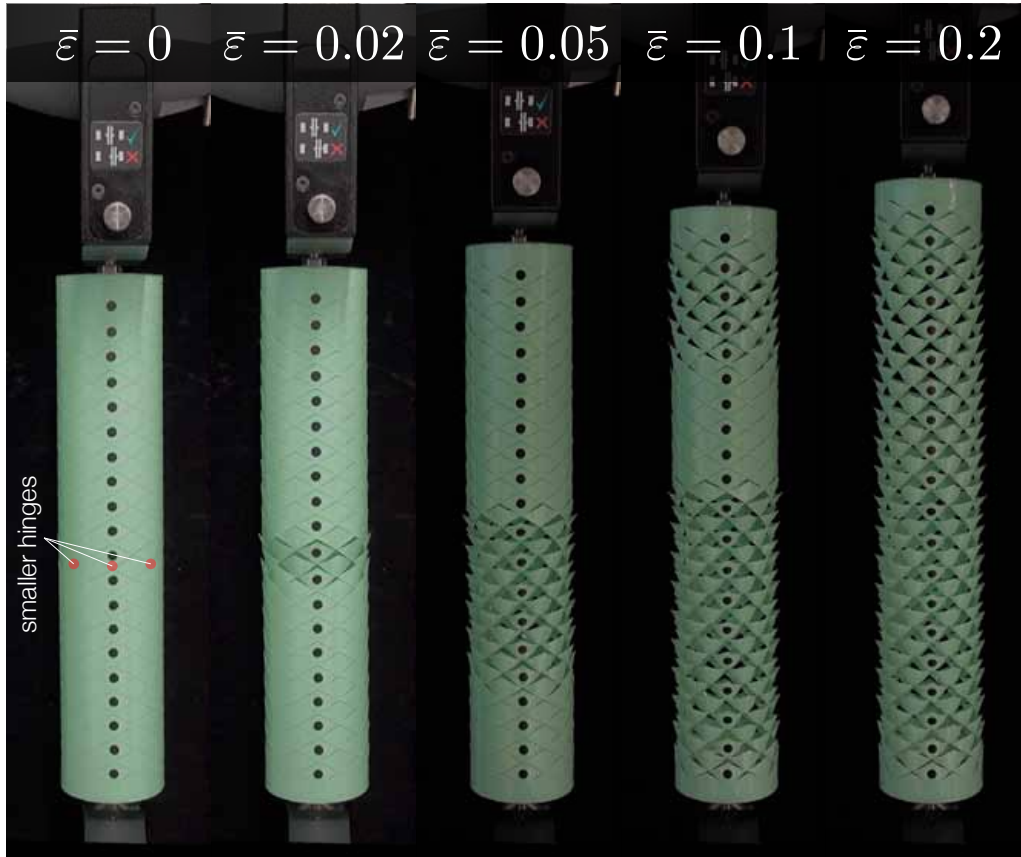 ε̄ = 0
ε̄ = 0.02
ε̄ = 0.05
ε̄ = 0.1
ε̄ = 0.2
smaller hinges